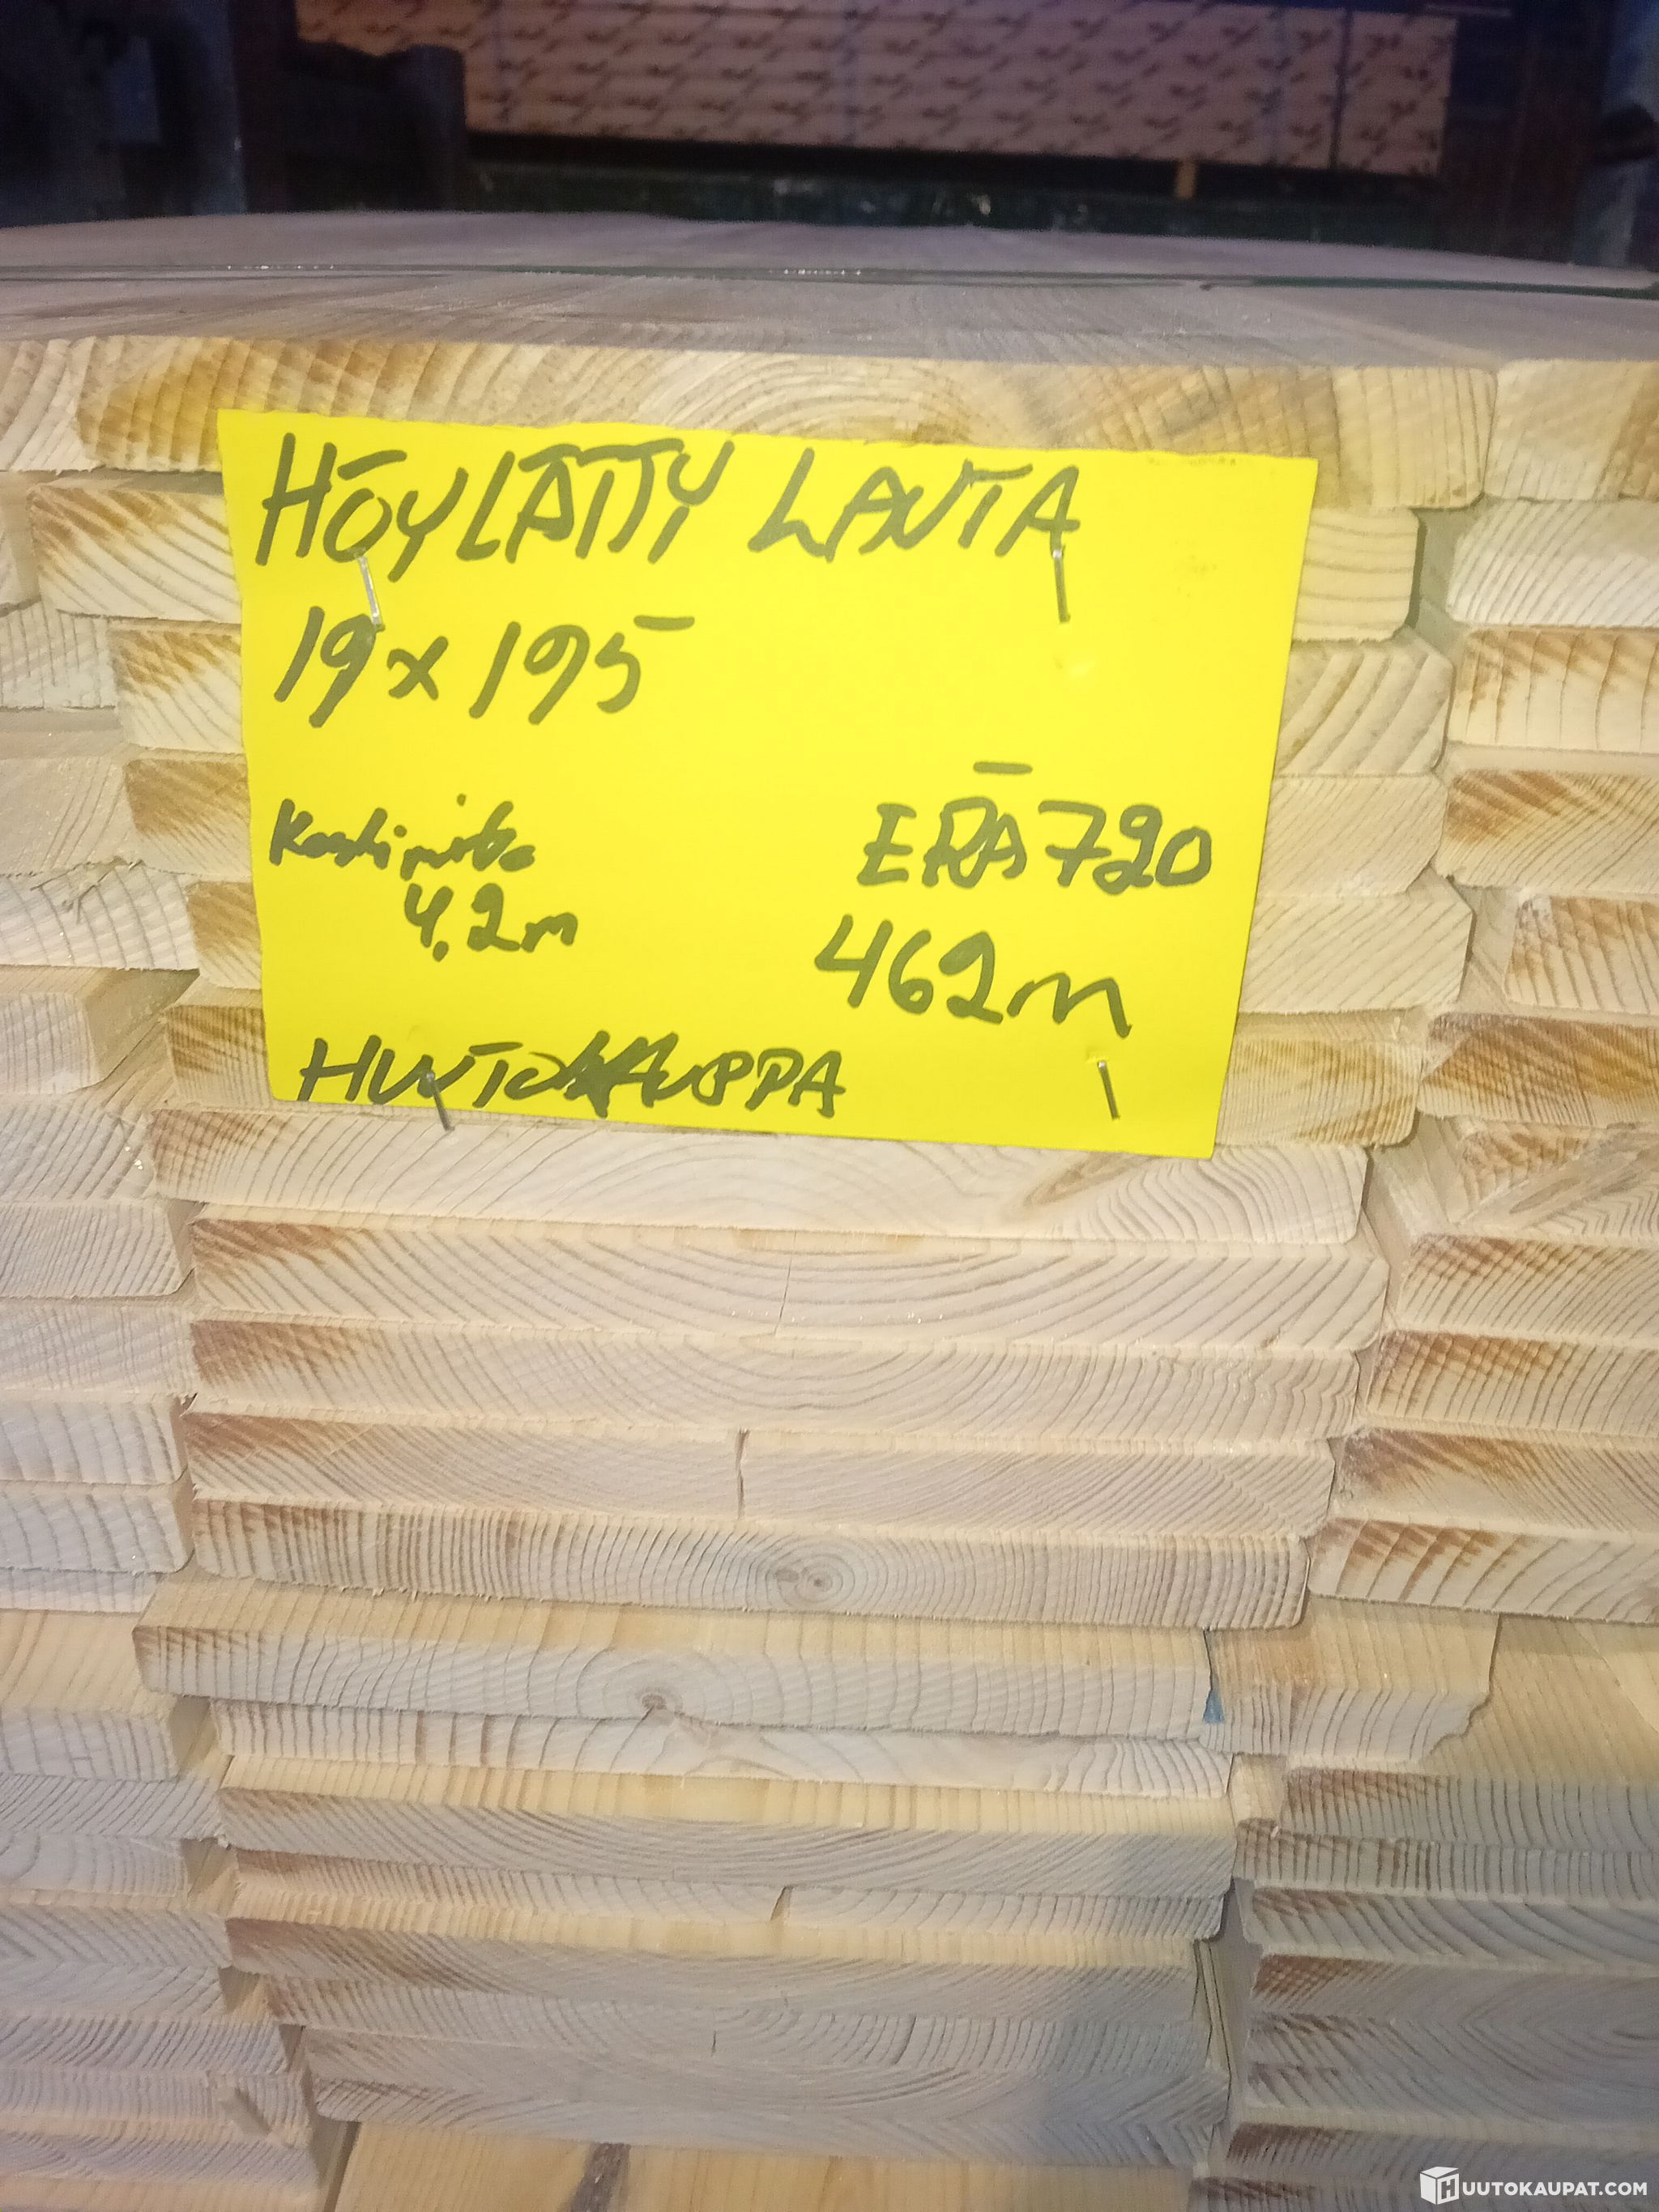 HÖYLÄTTY LAUTA
19x195
Keskimitta
4,2m
ERÄ 720
462m
HUUTOKAUPPA
HUUTOKAUPAT.COM